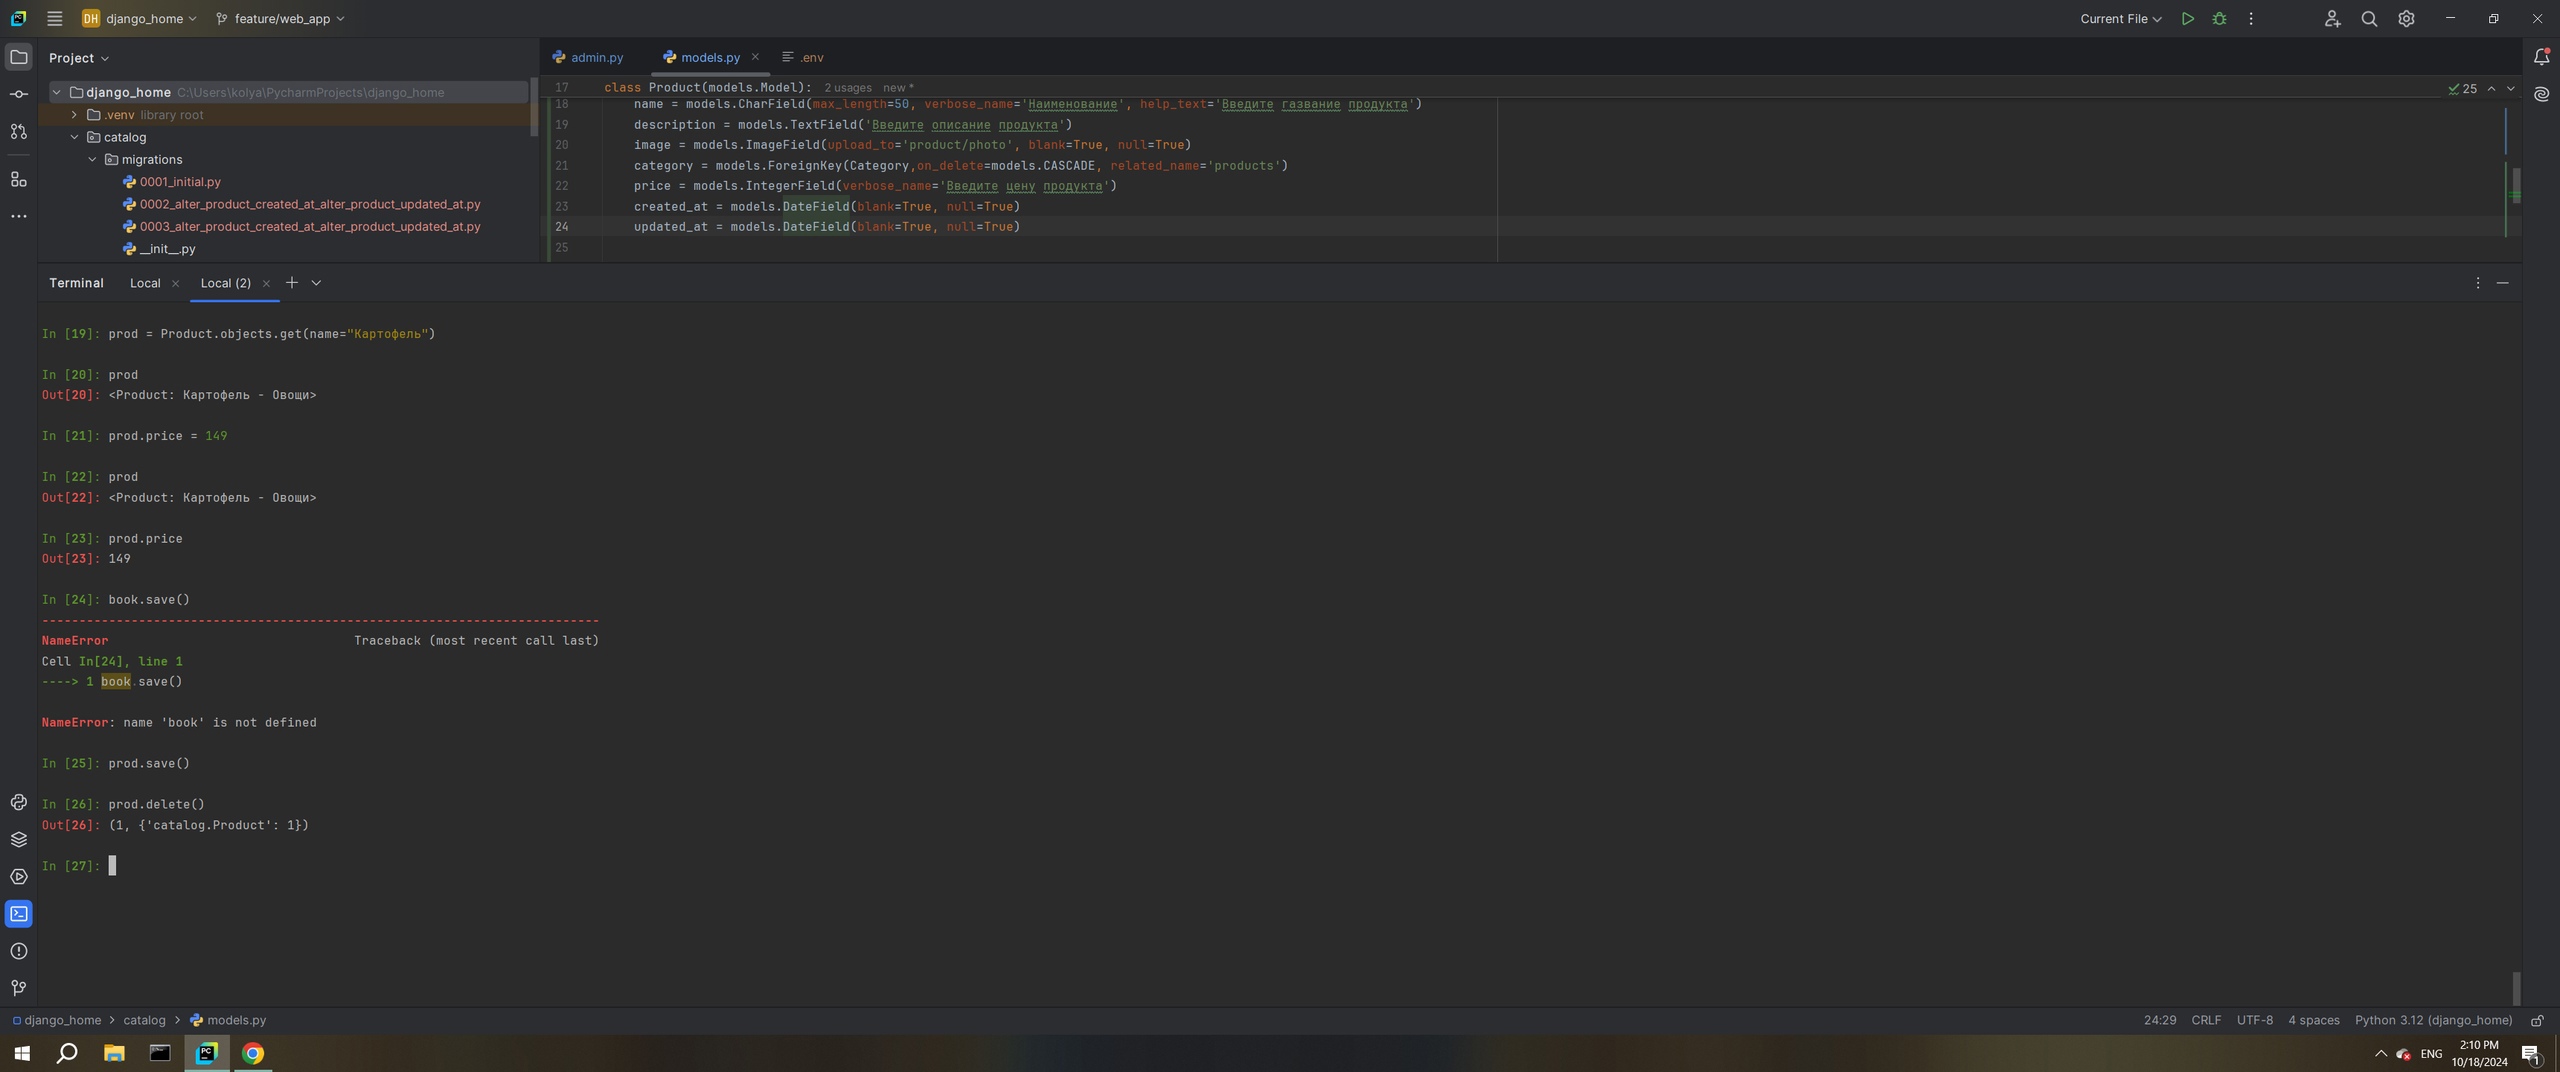 DH django_home feature/web_app Current File
Project
django_home C:\Users\kolya\PycharmProjects\django_home
.venv library root
catalog
migrations
0001_initial.py
0002_alter_product_created_at_alter_product_updated_at.py
0003_alter_product_created_at_alter_product_updated_at.py
__init__.py
admin.py models.py .env
17 class Product(models.Model): 2 usages new *
25
18 name = models.CharField(max_length=50, verbose_name='Наименование', help_text='Введите газвание продукта')
19 description = models.TextField('Введите описание продукта')
20 image = models.ImageField(upload_to='product/photo', blank=True, null=True)
21 category = models.ForeignKey(Category,on_delete=models.CASCADE, related_name='products')
22 price = models.IntegerField(verbose_name='Введите цену продукта')
23 created_at = models.DateField(blank=True, null=True)
24 updated_at = models.DateField(blank=True, null=True)
25
Terminal Local Local (2)
In [19]: prod = Product.objects.get(name="Картофель")
In [20]: prod
Out[20]: <Product: Картофель - Овощи>
In [21]: prod.price = 149
In [22]: prod
Out[22]: <Product: Картофель - Овощи>
In [23]: prod.price
Out[23]: 149
In [24]: book.save()
---------------------------------------------------------------------------
NameError Traceback (most recent call last)
Cell In[24], line 1
----> 1 book.save()
NameError: name 'book' is not defined
In [25]: prod.save()
In [26]: prod.delete()
Out[26]: (1, {'catalog.Product': 1})
In [27]:
django_home > catalog > models.py 24:29 CRLF UTF-8 4 spaces Python 3.12 (django_home)
PC ENG 2:10 PM
10/18/2024
1